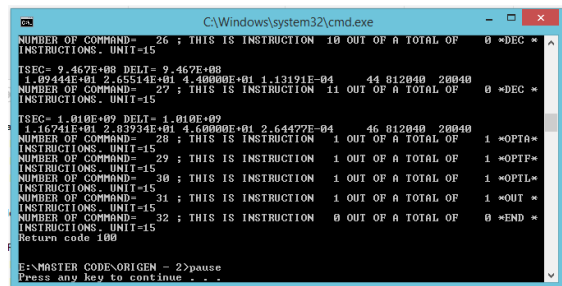 C:\Windows\system32\cmd.exe
NUMBER OF COMMAND= 26 ; THIS IS INSTRUCTION 10 OUT OF A TOTAL OF 0 *DEC *
INSTRUCTIONS. UNIT=15
TSEC= 9.467E+08 DELT= 9.467E+08
1.09444E+01 2.65514E+01 4.40000E+01 1.13191E-04 44 812040 20040
NUMBER OF COMMAND= 27 ; THIS IS INSTRUCTION 11 OUT OF A TOTAL OF 0 *DEC *
INSTRUCTIONS. UNIT=15
TSEC= 1.010E+09 DELT= 1.010E+09
1.16741E+01 2.83934E+01 4.60000E+01 2.64477E-04 46 812040 20040
NUMBER OF COMMAND= 28 ; THIS IS INSTRUCTION 1 OUT OF A TOTAL OF 1 *OPTA*
INSTRUCTIONS. UNIT=15
NUMBER OF COMMAND= 29 ; THIS IS INSTRUCTION 1 OUT OF A TOTAL OF 1 *OPTF*
INSTRUCTIONS. UNIT=15
NUMBER OF COMMAND= 30 ; THIS IS INSTRUCTION 1 OUT OF A TOTAL OF 1 *OPTL*
INSTRUCTIONS. UNIT=15
NUMBER OF COMMAND= 31 ; THIS IS INSTRUCTION 1 OUT OF A TOTAL OF 1 *OUT *
INSTRUCTIONS. UNIT=15
NUMBER OF COMMAND= 32 ; THIS IS INSTRUCTION 0 OUT OF A TOTAL OF 0 *END *
INSTRUCTIONS. UNIT=15
Return code 100
E:\MASTER CODE\ORIGEN - 2>pause
Press any key to continue . . .